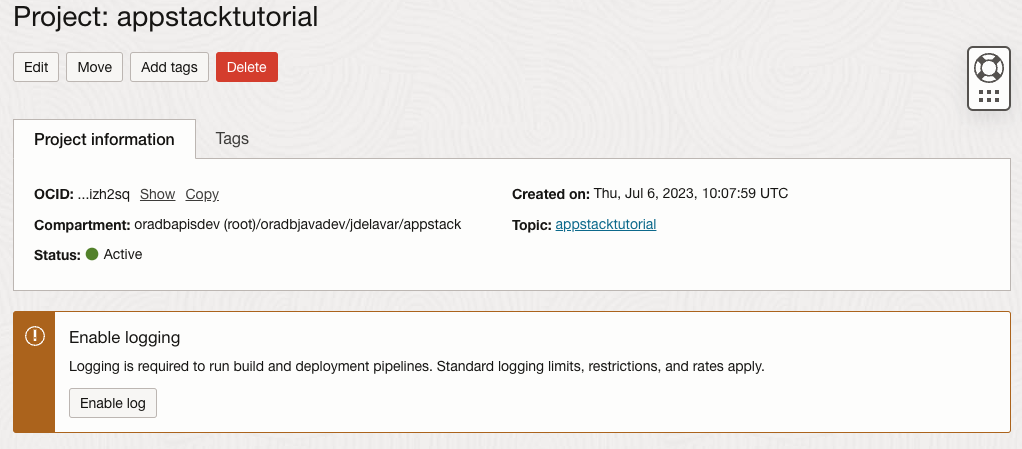 Project: appstacktutorial
Edit Move Add tags Delete
Project information Tags
OCID: ...izh2sq Show Copy
Compartment: oradbapisdev (root)/oradbjavadev/jdelavar/appstack
Status: Active
Created on: Thu, Jul 6, 2023, 10:07:59 UTC
Topic: appstacktutorial
Enable logging
Logging is required to run build and deployment pipelines. Standard logging limits, restrictions, and rates apply.
Enable log